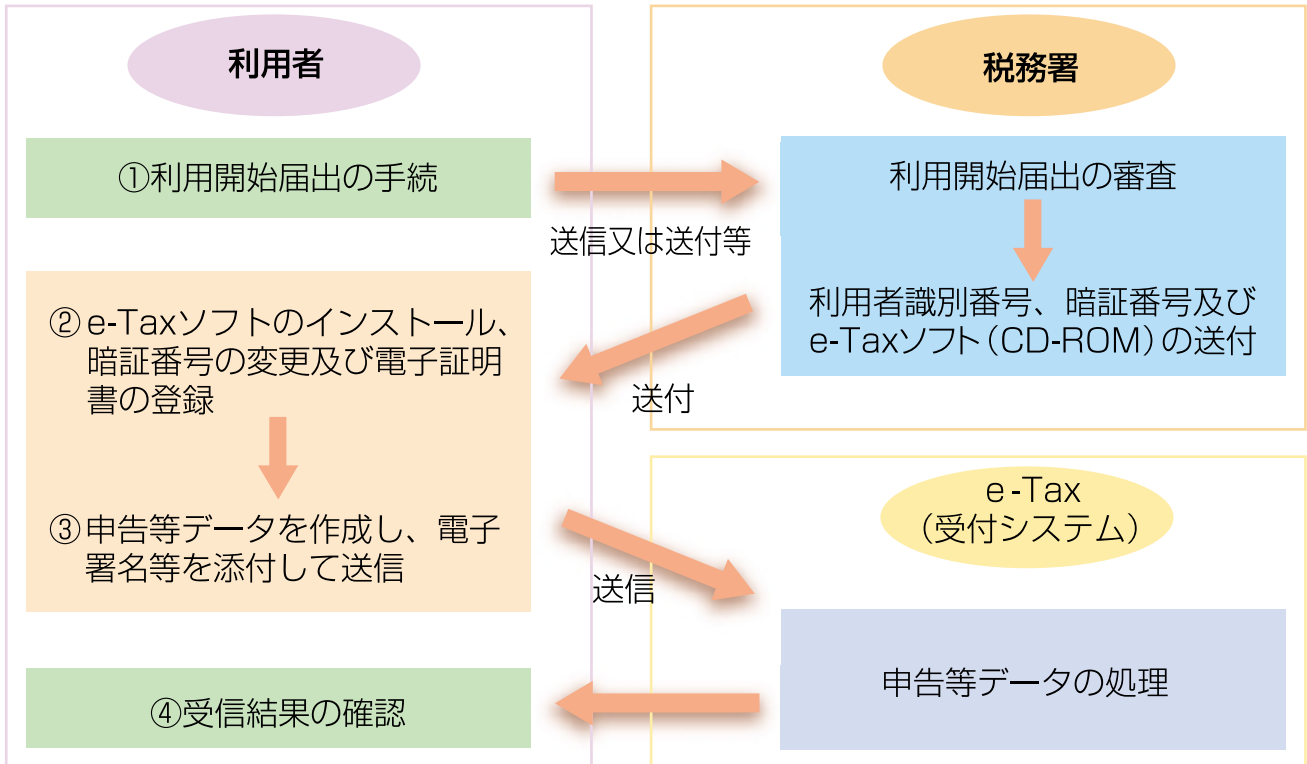 利用者
税務署
①利用開始届出の手続
送信又は送付等
利用開始届出の審査
利用者識別番号、暗証番号及び
e-Taxソフト(CD-ROM)の送付
送付
②e-Taxソフトのインストール、
暗証番号の変更及び電子証明
書の登録
③申告等データを作成し、電子
署名等を添付して送信
送信
e-Tax
(受付システム)
申告等データの処理
④受信結果の確認